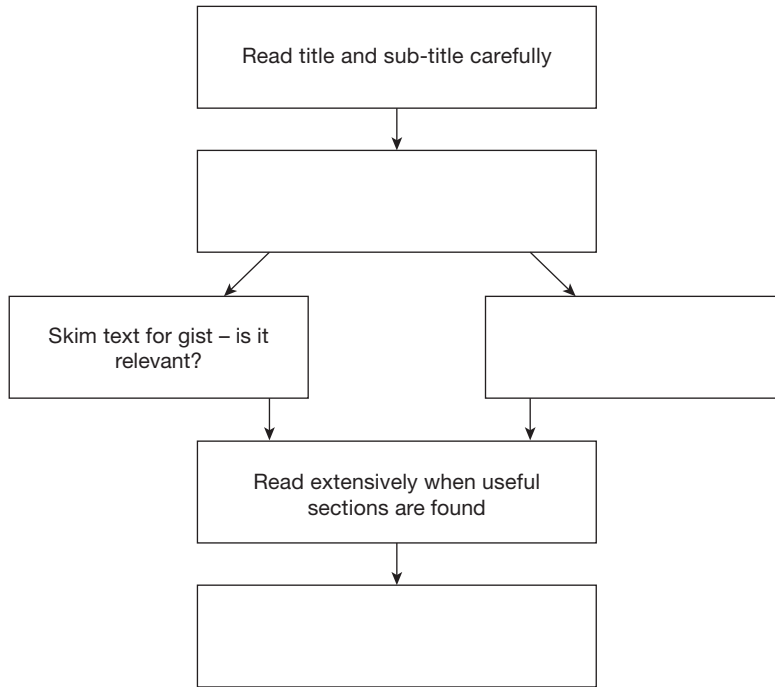 Read title and sub-title carefully
Skim text for gist – is it
relevant?
Read extensively when useful
sections are found